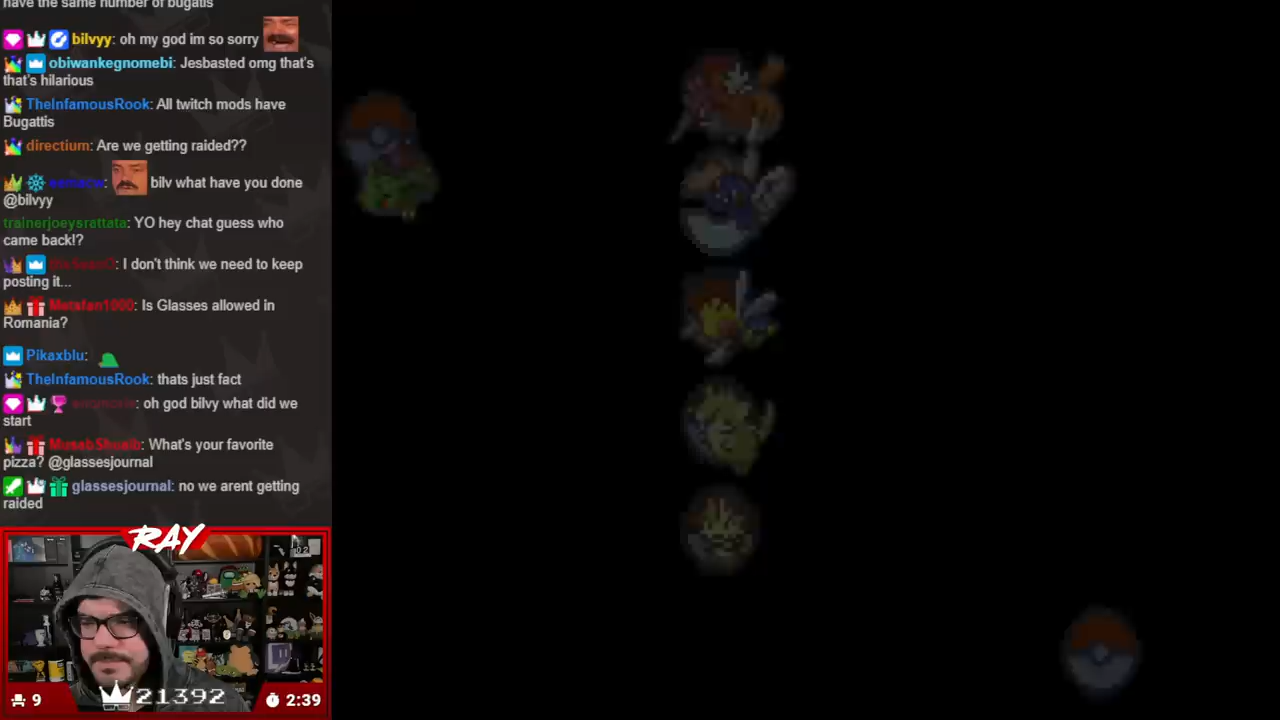 have the same number of bugatis
bilvyy: oh my god im so sorry
obiwankegnomebi: Jesbasted omg that's
that's hilarious
TheInfamousRook: All twitch mods have
Bugattis
directium: Are we getting raided??
bilv what have you done
@bilvyy
trainerjoeysrattata: YO hey chat guess who
came back!?
I don't think we need to keep
posting it...
Metafan1000: Is Glasses allowed in
Romania?
Pikaxblu:
TheInfamousRook: thats just fact
oh god bilvy what did we
start
MusabShuaib: What's your favorite
pizza? @glassesjournal
glassesjournal: no we arent getting
raided
RAY
9
21392
2:39